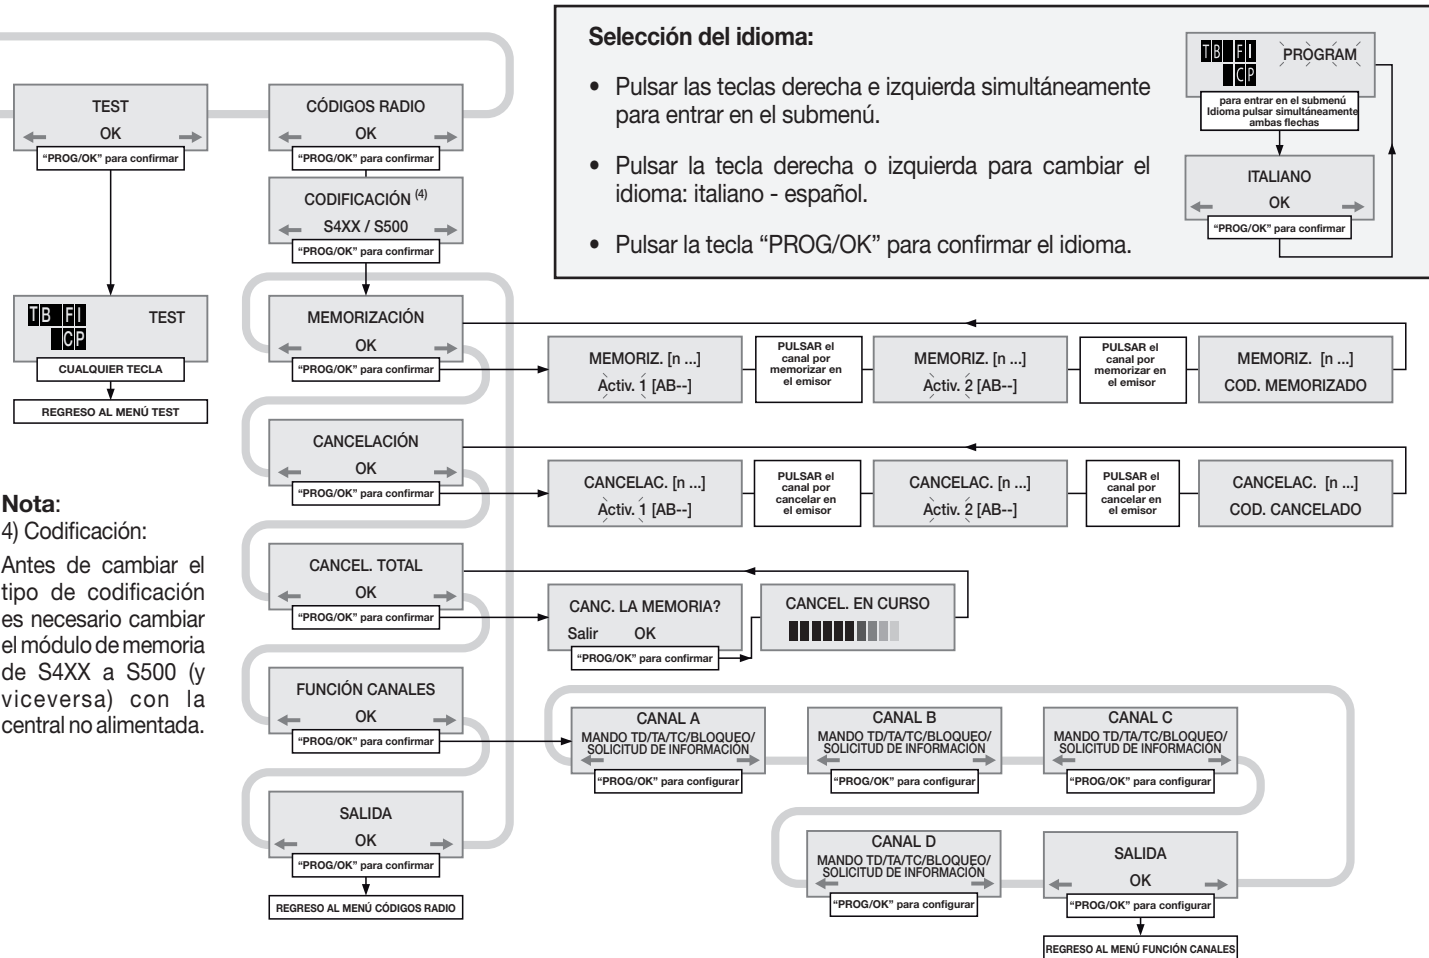 Selección del idioma:
• Pulsar las teclas derecha e izquierda simultáneamente
para entrar en el submenú.
• Pulsar la tecla derecha o izquierda para cambiar el
idioma: italiano - español.
• Pulsar la tecla “PROG/OK” para confirmar el idioma.
TB FI PROGRAM
CP
para entrar en el submenú
Idioma pulsar simultáneamente
ambas flechas
ITALIANO
OK
“PROG/OK” para confirmar
TEST
OK
“PROG/OK” para confirmar
TB FI TEST
CP
CUALQUIER TECLA
REGRESO AL MENÚ TEST
CÓDIGOS RADIO
OK
“PROG/OK” para confirmar
CODIFICACIÓN (4)
S4XX / S500
“PROG/OK” para confirmar
MEMORIZACIÓN
OK
“PROG/OK” para confirmar
MEMORIZ. [n ...]
Activ. 1 [AB--]
PULSAR el
canal por
memorizar en
el emisor
MEMORIZ. [n ...]
Activ. 2 [AB--]
PULSAR el
canal por
memorizar en
el emisor
MEMORIZ. [n ...]
COD. MEMORIZADO
CANCELACIÓN
OK
“PROG/OK” para confirmar
CANCELAC. [n ...]
Activ. 1 [AB--]
PULSAR el
canal por
cancelar en
el emisor
CANCELAC. [n ...]
Activ. 2 [AB--]
PULSAR el
canal por
cancelar en
el emisor
CANCELAC. [n ...]
COD. CANCELADO
Nota:
4) Codificación:
Antes de cambiar el
tipo de codificación
es necesario cambiar
el módulo de memoria
de S4XX a S500 (y
viceversa) con la
central no alimentada.
CANCEL. TOTAL
OK
“PROG/OK” para confirmar
CANC. LA MEMORIA?
Salir OK
“PROG/OK” para confirmar
CANCEL. EN CURSO
FUNCIÓN CANALES
OK
“PROG/OK” para confirmar
CANAL A
MANDO TD/TA/TC/BLOQUEO/
SOLICITUD DE INFORMACIÓN
“PROG/OK” para configurar
CANAL B
MANDO TD/TA/TC/BLOQUEO/
SOLICITUD DE INFORMACIÓN
“PROG/OK” para configurar
CANAL C
MANDO TD/TA/TC/BLOQUEO/
SOLICITUD DE INFORMACIÓN
“PROG/OK” para configurar
CANAL D
MANDO TD/TA/TC/BLOQUEO/
SOLICITUD DE INFORMACIÓN
“PROG/OK” para configurar
SALIDA
OK
“PROG/OK” para configurar
REGRESO AL MENÚ FUNCIÓN CANALES
SALIDA
OK
“PROG/OK” para confirmar
REGRESO AL MENÚ CÓDIGOS RADIO